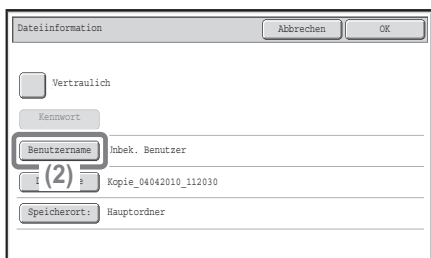 Dateiinformation Abbrechen OK
Vertraulich
Kennwort
Benutzername Unbek. Benutzer
(2) Kopie_04042010_112030
Speicherort: Hauptordner